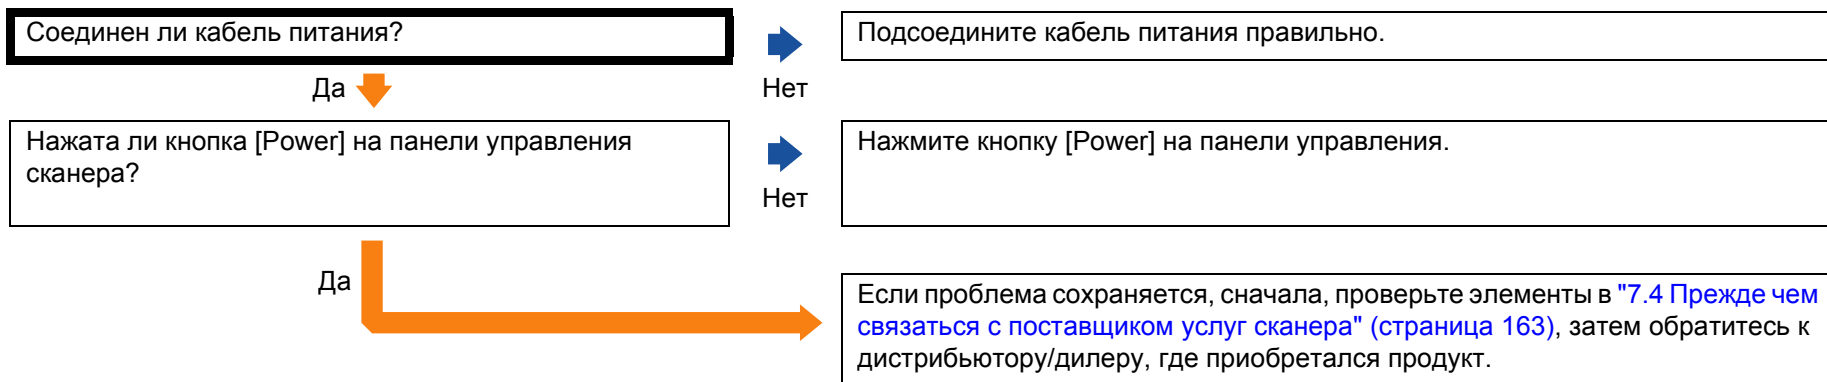 Соединен ли кабель питания?
Подсоедините кабель питания правильно.
Да
Нет
Нажата ли кнопка [Power] на панели управления
сканера?
Нажмите кнопку [Power] на панели управления.
Нет
Да
Если проблема сохраняется, сначала, проверьте элементы в "7.4 Прежде чем
связаться с поставщиком услуг сканера" (страница 163), затем обратитесь к
дистрибьютору/дилеру, где приобретался продукт.